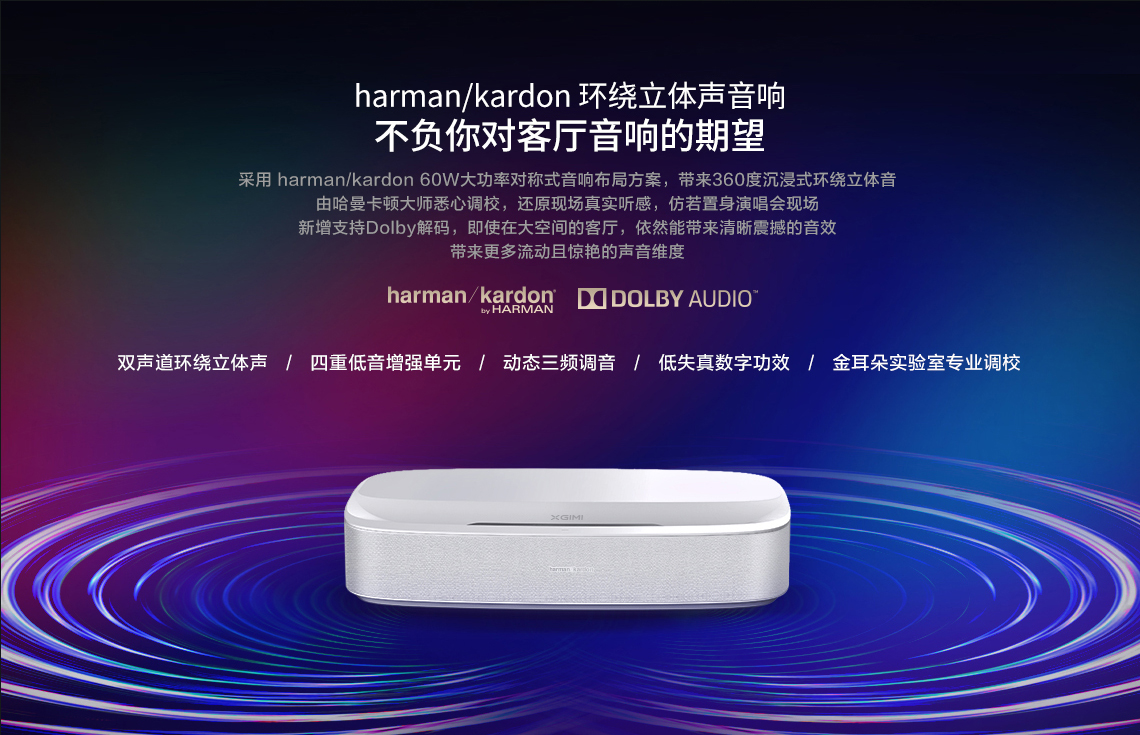 harman/kardon 环绕立体声音响
不负你对客厅音响的期望
采用 harman/kardon 60W大功率对称式音响布局方案，带来360度沉浸式环绕立体音
由哈曼卡顿大师悉心调校，还原现场真实听感，仿若置身演唱会现场
新增支持Dolby解码，即使在大空间的客厅，依然能带来清晰震撼的音效
带来更多流动且惊艳的声音维度
harman/kardon® by HARMAN DOLBY AUDIO™
双声道环绕立体声 / 四重低音增强单元 / 动态三频调音 / 低失真数字功效 / 金耳朵实验室专业调校
XGIMI
harman/kardon